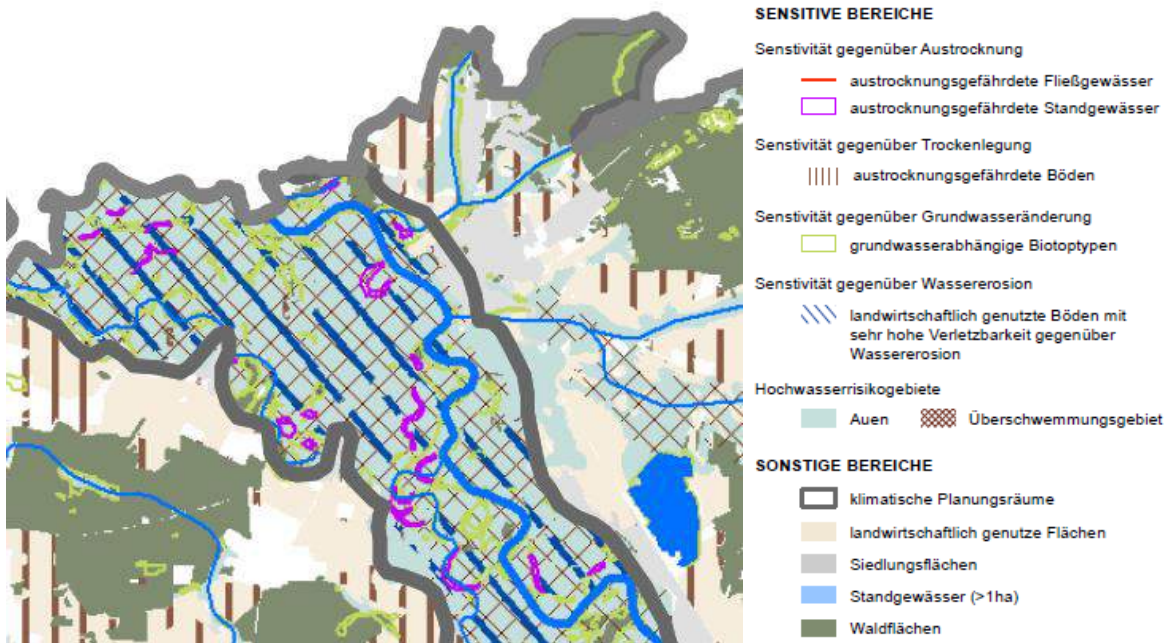 SENSITIVE BEREICHE
Senstivität gegenüber Austrocknung
austrocknungsgefährdete Fließgewässer
austrocknungsgefährdete Standgewässer
Senstivität gegenüber Trockenlegung
austrocknungsgefährdete Böden
Senstivität gegenüber Grundwasseränderung
grundwasserabhängige Biotoptypen
Senstivität gegenüber Wassererosion
landwirtschaftlich genutzte Böden mit
sehr hohe Verletzbarkeit gegenüber
Wassererosion
Hochwasserrisikogebiete
Auen Überschwemmungsgebiet
SONSTIGE BEREICHE
klimatische Planungsräume
landwirtschaftlich genutze Flächen
Siedlungsflächen
Standgewässer (>1ha)
Waldflächen